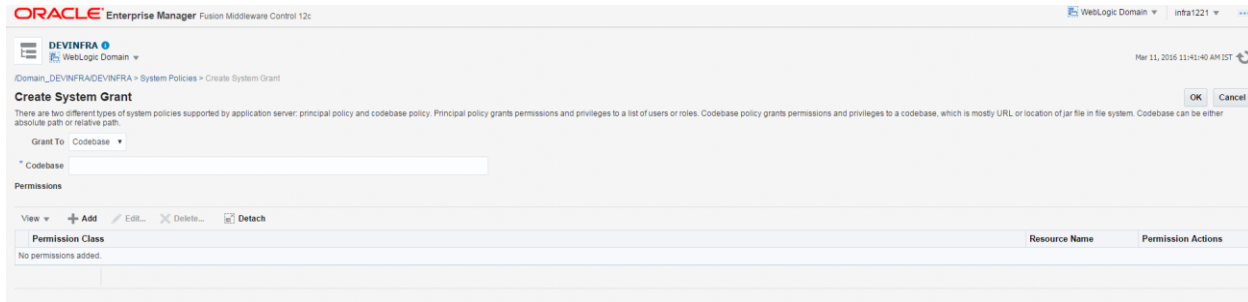 ORACLE Enterprise Manager Fusion Middleware Control 12c
WebLogic Domain infra1221
DEVINFRA
WebLogic Domain
Mar 11, 2016 11:41:40 AM IST
/Domain_DEVINFRA/DEVINFRA > System Policies > Create System Grant
Create System Grant
OK Cancel
There are two different types of system policies supported by application server: principal policy and codebase policy. Principal policy grants permissions and privileges to a list of users or roles. Codebase policy grants permissions and privileges to a codebase, which is mostly URL or location of jar file in file system. Codebase can be either
absolute path or relative path.
Grant To Codebase
* Codebase
Permissions
View Add Edit... Delete... Detach
Permission Class Resource Name Permission Actions
No permissions added.